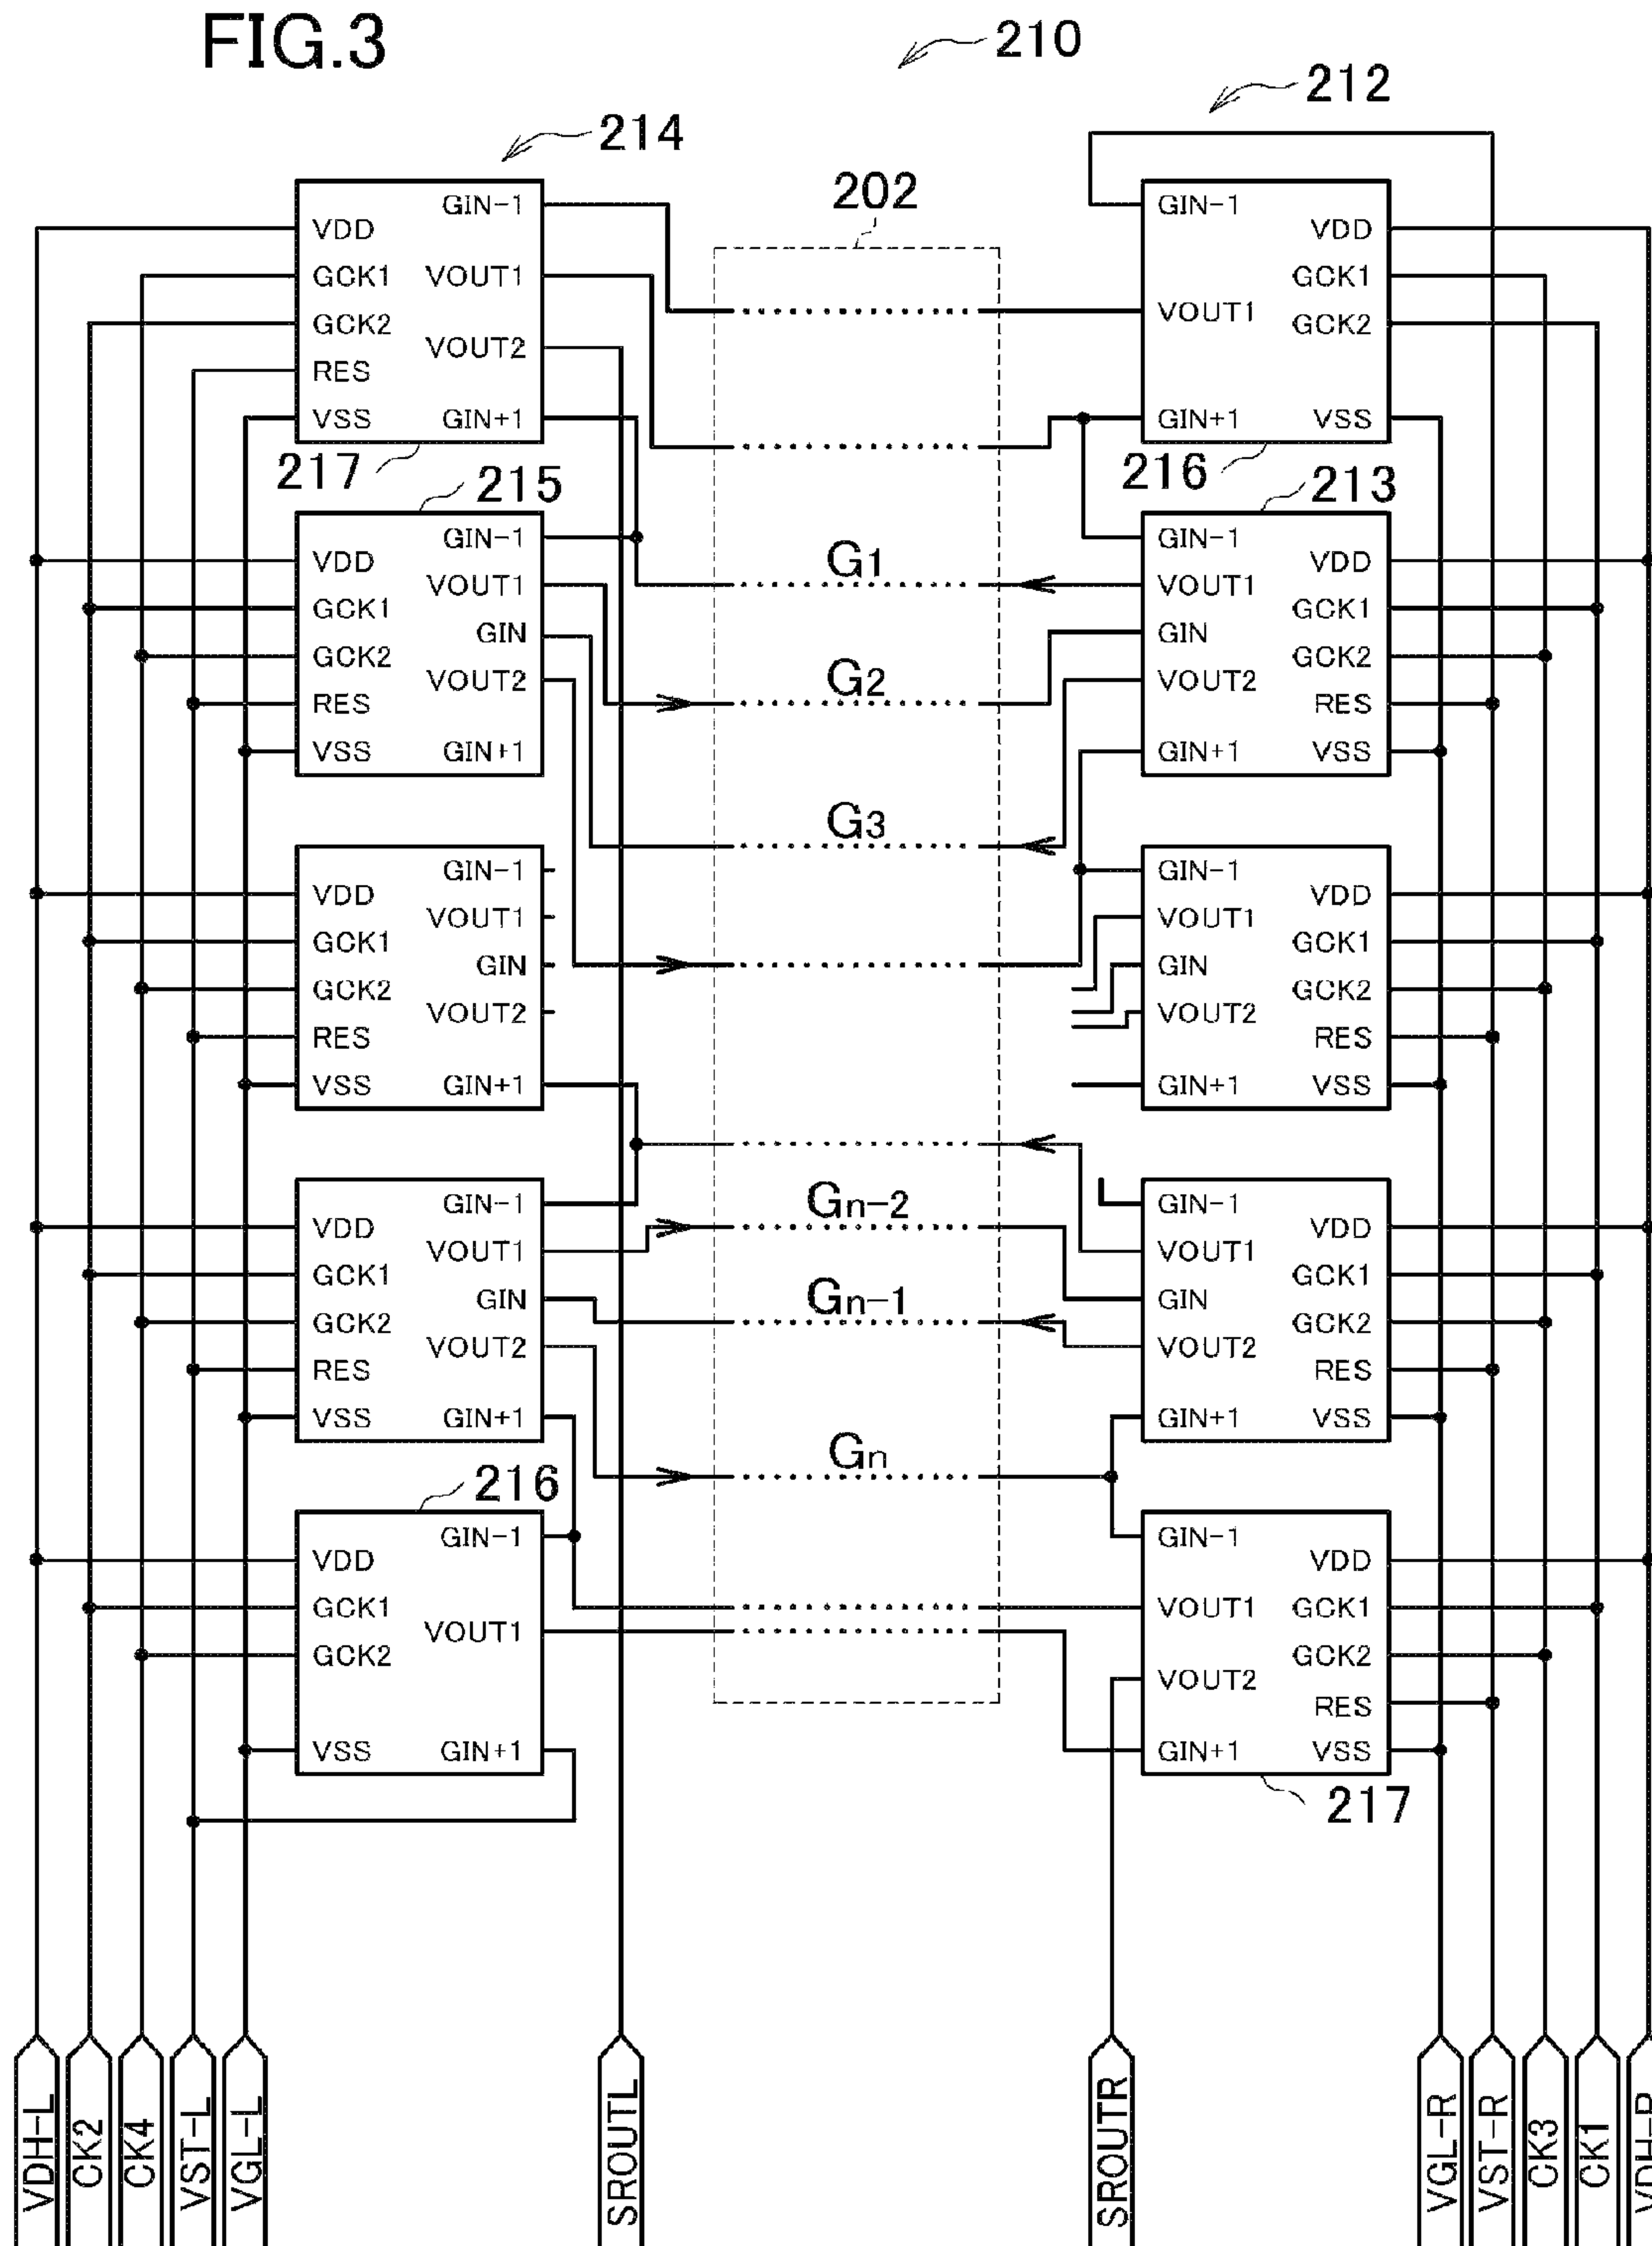 FIG.3
210
212
214
202
GIN-1
VDD
GCK1
VOUT1
GCK2
VOUT2
RES
VSS
GIN+1
217
GIN-1
VDD
GCK1
VOUT1
GCK2
GIN+1
VSS
216
215
GIN-1
VDD
VOUT1
GCK1
GIN
GCK2
VOUT2
RES
VSS
GIN+1
G1
G2
G3
213
GIN-1
VDD
VOUT1
GCK1
GIN
GCK2
VOUT2
RES
GIN+1
VSS
GIN-1
VDD
VOUT1
GCK1
GIN
GCK2
VOUT2
RES
VSS
GIN+1
GIN-1
VDD
VOUT1
GCK1
GIN
GCK2
VOUT2
RES
GIN+1
VSS
GIN-1
VDD
VOUT1
GCK1
GIN
GCK2
VOUT2
RES
VSS
GIN+1
Gn-2
Gn-1
Gn
GIN-1
VDD
VOUT1
GCK1
GIN
GCK2
VOUT2
RES
GIN+1
VSS
216
GIN-1
VDD
GCK1
VOUT1
GCK2
VSS
GIN+1
GIN-1
VDD
VOUT1
GCK1
GCK2
VOUT2
RES
GIN+1
VSS
217
VDH-L
CK2
CK4
VST-L
VGL-L
SROUTL
SROUTR
VGL-R
VST-R
CK3
CK1
VDH-R